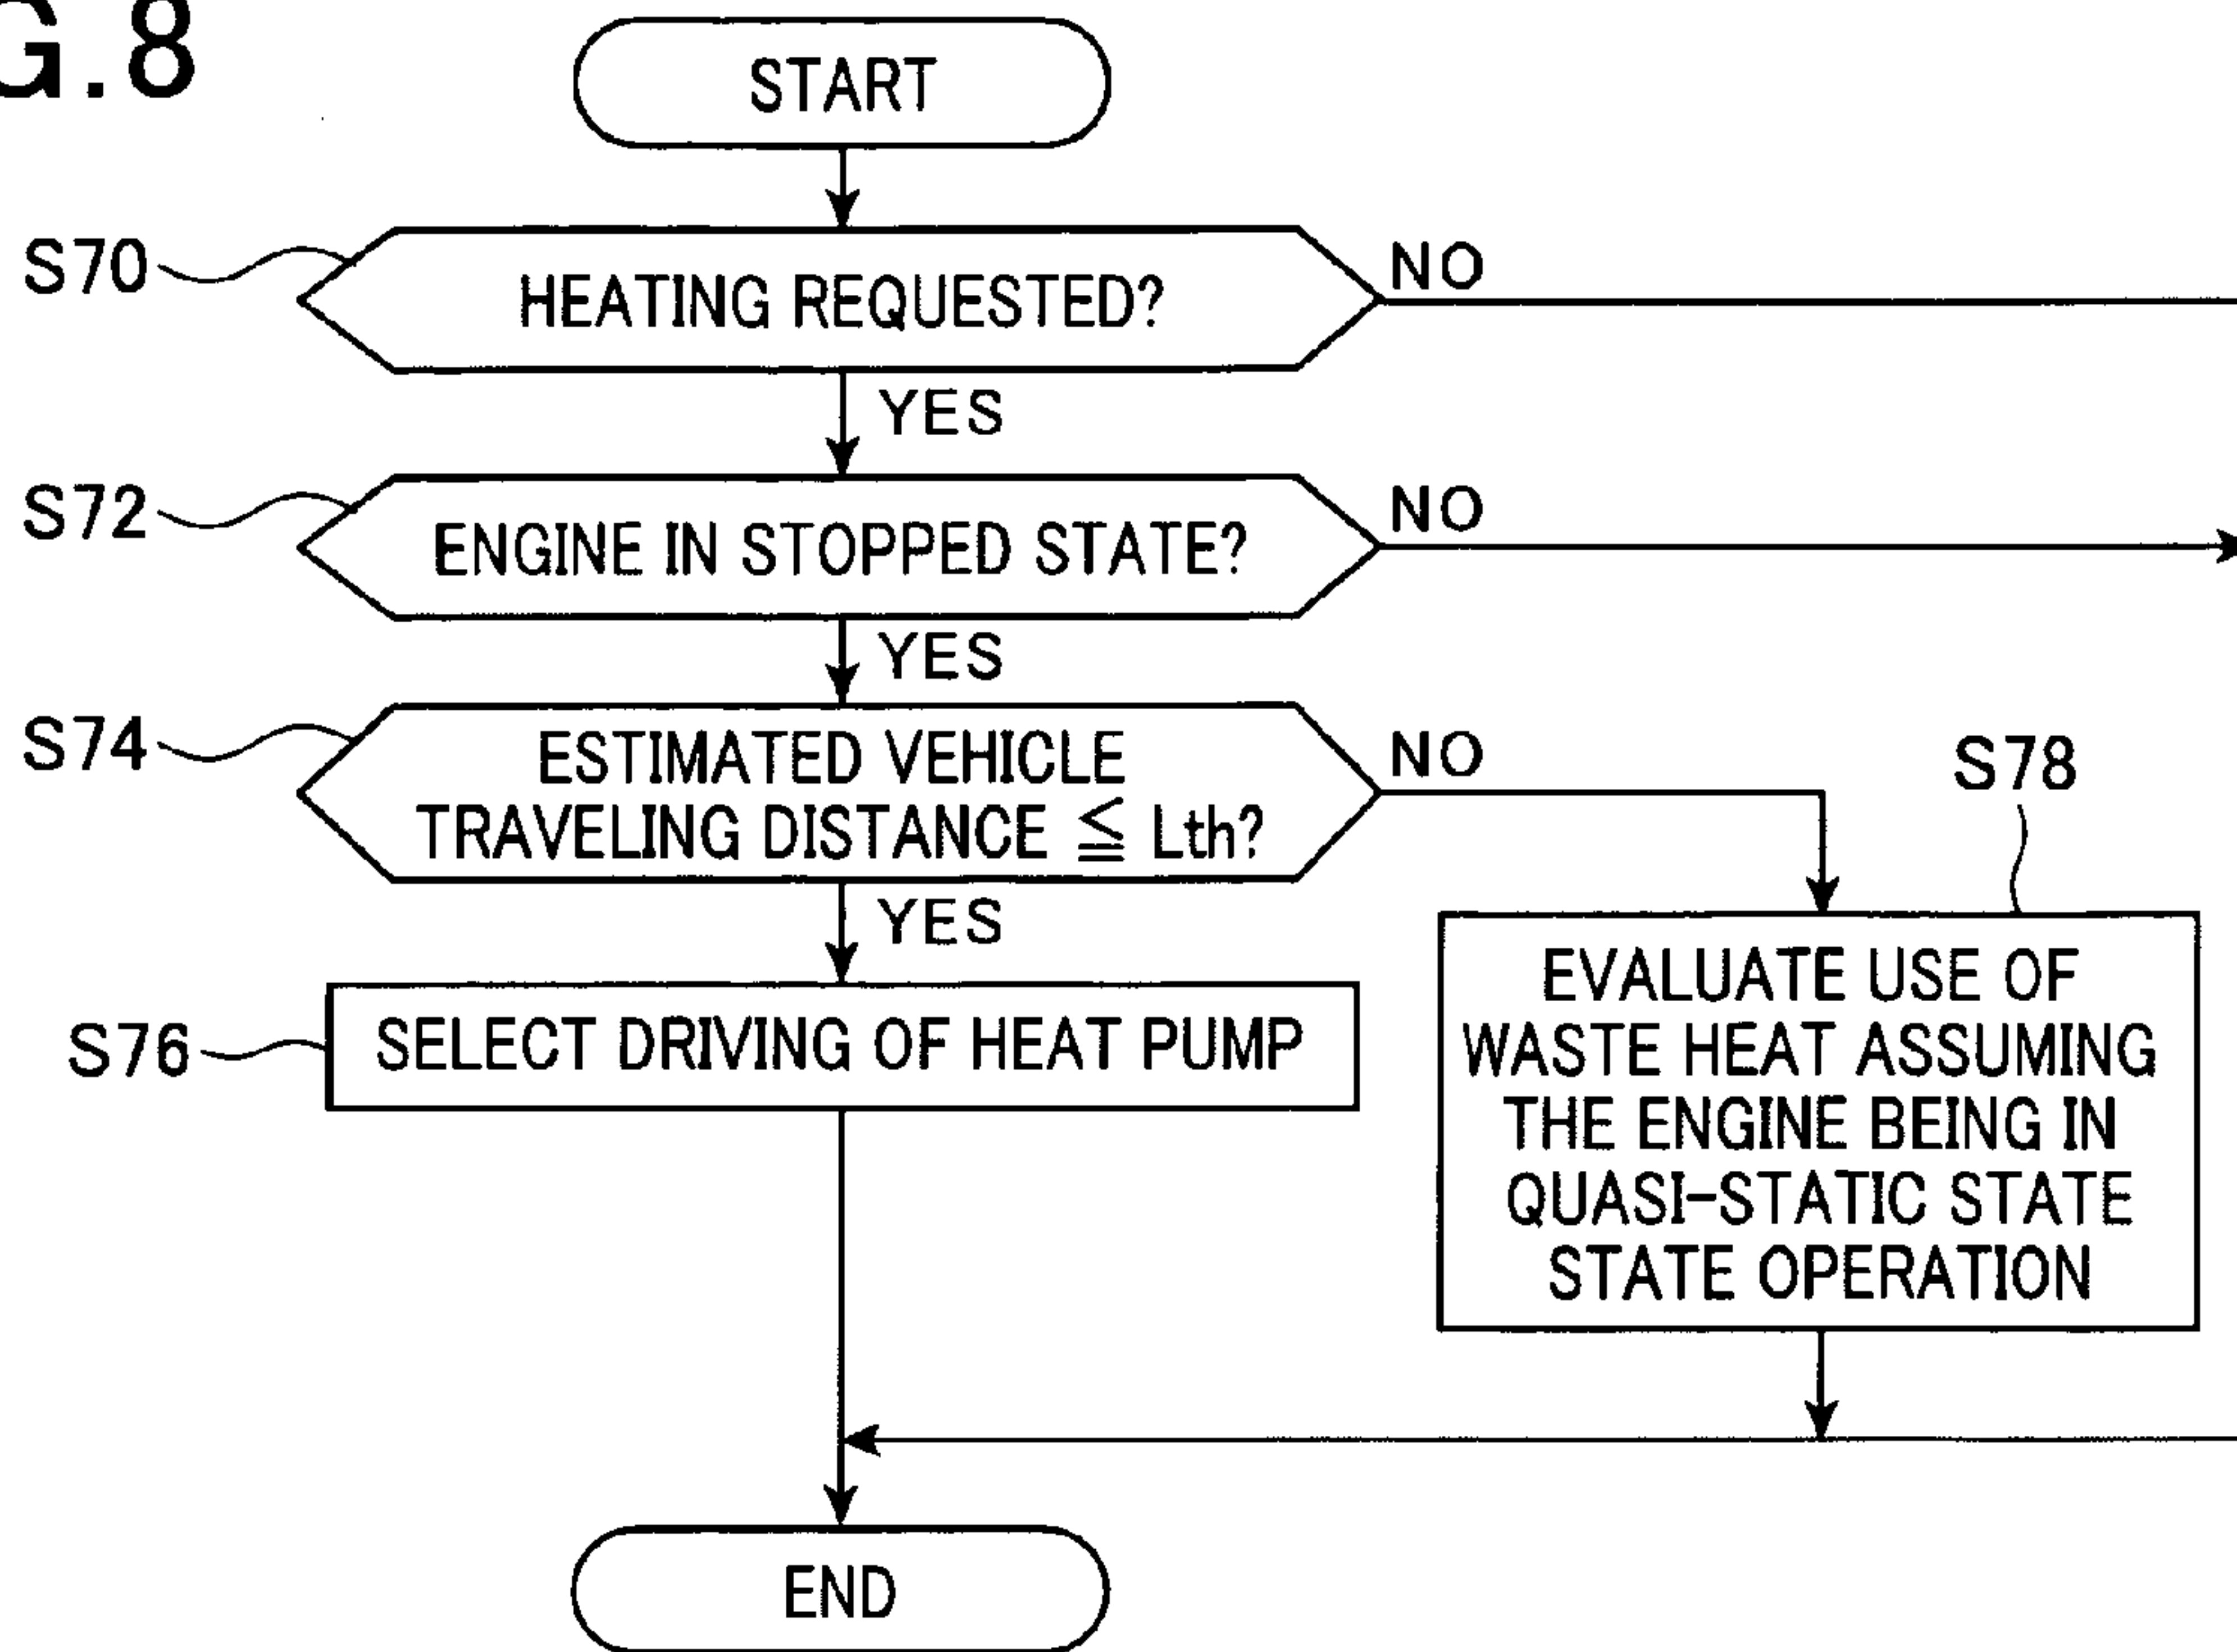 G.8
START
S70
HEATING REQUESTED?
NO
YES
S72
ENGINE IN STOPPED STATE?
NO
YES
S74
ESTIMATED VEHICLE
TRAVELING DISTANCE ≦ Lth?
NO
S78
YES
S76
SELECT DRIVING OF HEAT PUMP
EVALUATE USE OF
WASTE HEAT ASSUMING
THE ENGINE BEING IN
QUASI-STATIC STATE
STATE OPERATION
END